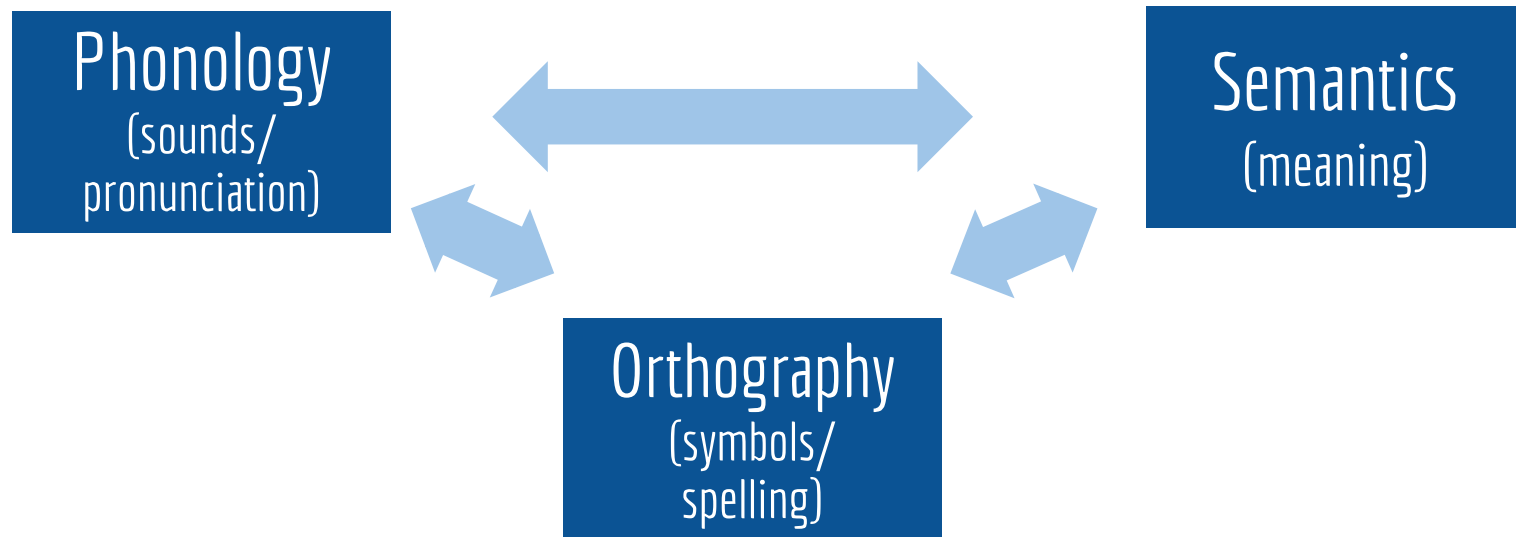 Phonology
(sounds/
pronunciation)
Semantics
(meaning)
Orthography
(symbols/
spelling)